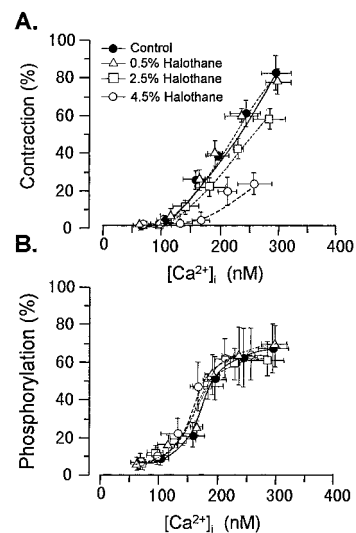 A.
Control
0.5% Halothane
2.5% Halothane
4.5% Halothane
Contraction (%)
100
80
60
40
20
0
0 100 200 300 400
[Ca²⁺]ᵢ (nM)
B.
Phosphorylation (%)
100
80
60
40
20
0
0 100 200 300 400
[Ca²⁺]ᵢ (nM)